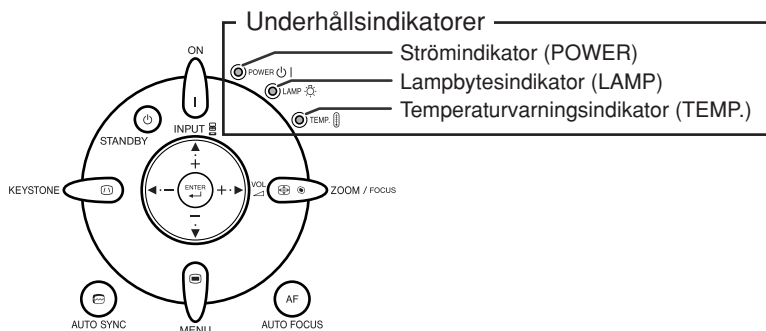 Underhållsindikatorer
ON
Strömindikator (POWER)
POWER
Lampbytesindikator (LAMP)
LAMP
Temperaturvarningsindikator (TEMP.)
TEMP.
STANDBY
INPUT
KEYSTONE
ENTER
VOL
ZOOM / FOCUS
AUTO SYNC
MENU
AF
AUTO FOCUS